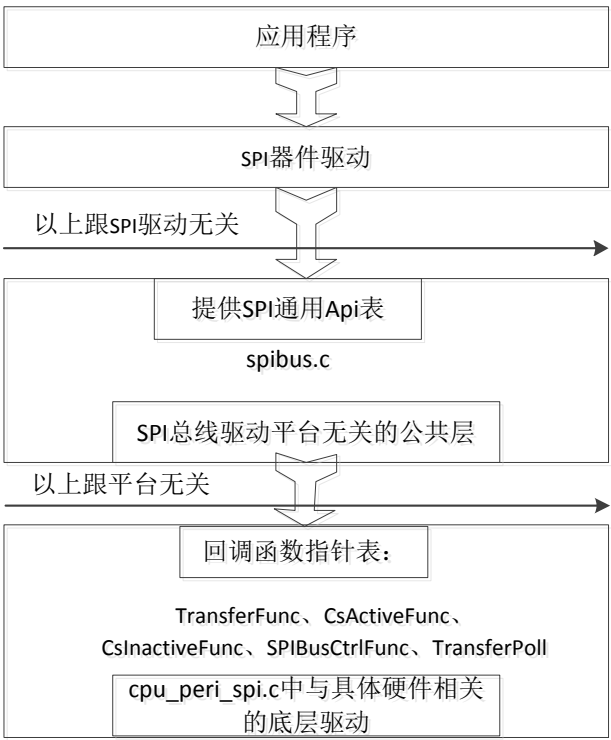 应用程序
SPI器件驱动
以上跟SPI驱动无关
提供SPI通用Api表
spibus.c
SPI总线驱动平台无关的公共层
以上跟平台无关
回调函数指针表：
TransferFunc、CsActiveFunc、
CsInactiveFunc、SPIBusCtrlFunc、TransferPoll
cpu_peri_spi.c中与具体硬件相关
的底层驱动